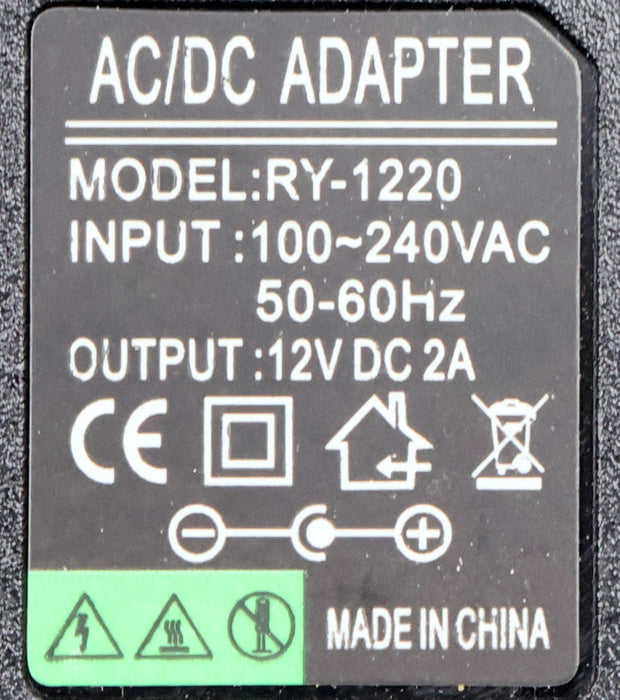 AC/DC ADAPTER
MODEL:RY-1220
INPUT :100~240VAC
50-60Hz
OUTPUT :12V DC 2A
CE
MADE IN CHINA